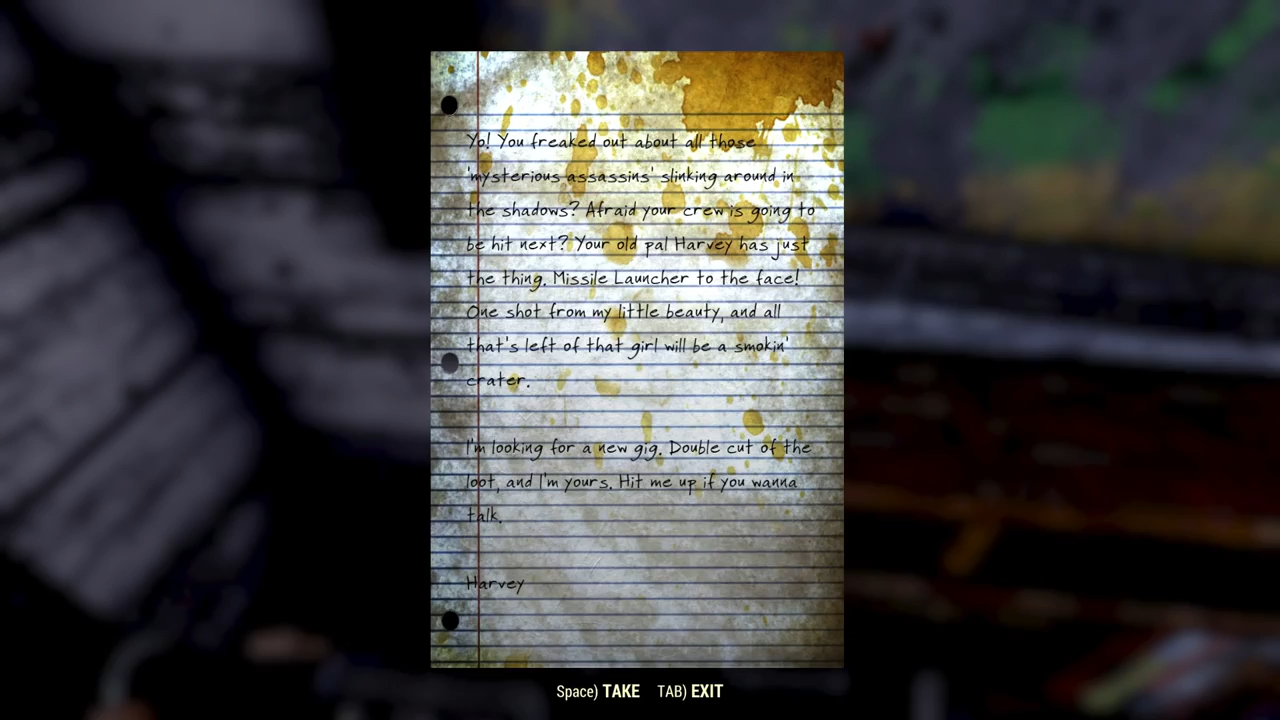 Yo! You freaked out about all those
'mysterious assassins' slinking around in
the shadows? Afraid your crew is going to
be hit next? Your old pal Harvey has just
the thing. Missile Launcher to the face!
One shot from my little beauty, and all
that's left of that girl will be a smokin'
crater.
I'm looking for a new gig. Double cut of the
loot, and I'm yours. Hit me up if you wanna
talk.
Harvey
Space) TAKE TAB) EXIT